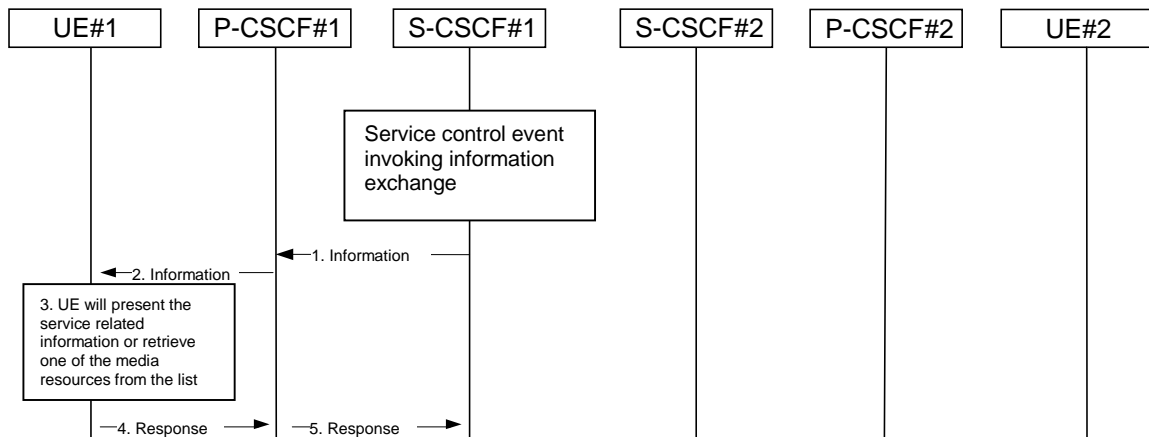 UE#1
P-CSCF#1
S-CSCF#1
S-CSCF#2
P-CSCF#2
UE#2
Service control event
invoking information
exchange
1. Information
2. Information
3. UE will present the
service related
information or retrieve
one of the media
resources from the list
4. Response
5. Response